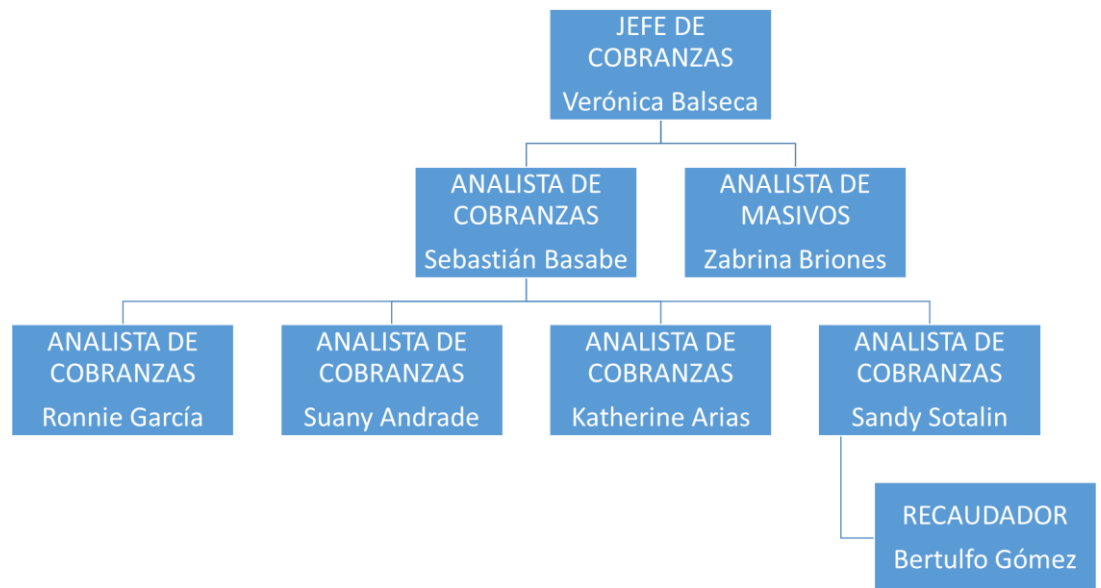 JEFE DE
COBRANZAS
Verónica Balseca
ANALISTA DE
COBRANZAS
Sebastián Basabe
ANALISTA DE
MASIVOS
Zabrina Briones
ANALISTA DE
COBRANZAS
Ronnie García
ANALISTA DE
COBRANZAS
Suany Andrade
ANALISTA DE
COBRANZAS
Katherine Arias
ANALISTA DE
COBRANZAS
Sandy Sotalin
RECAUDADOR
Bertulfo Gómez